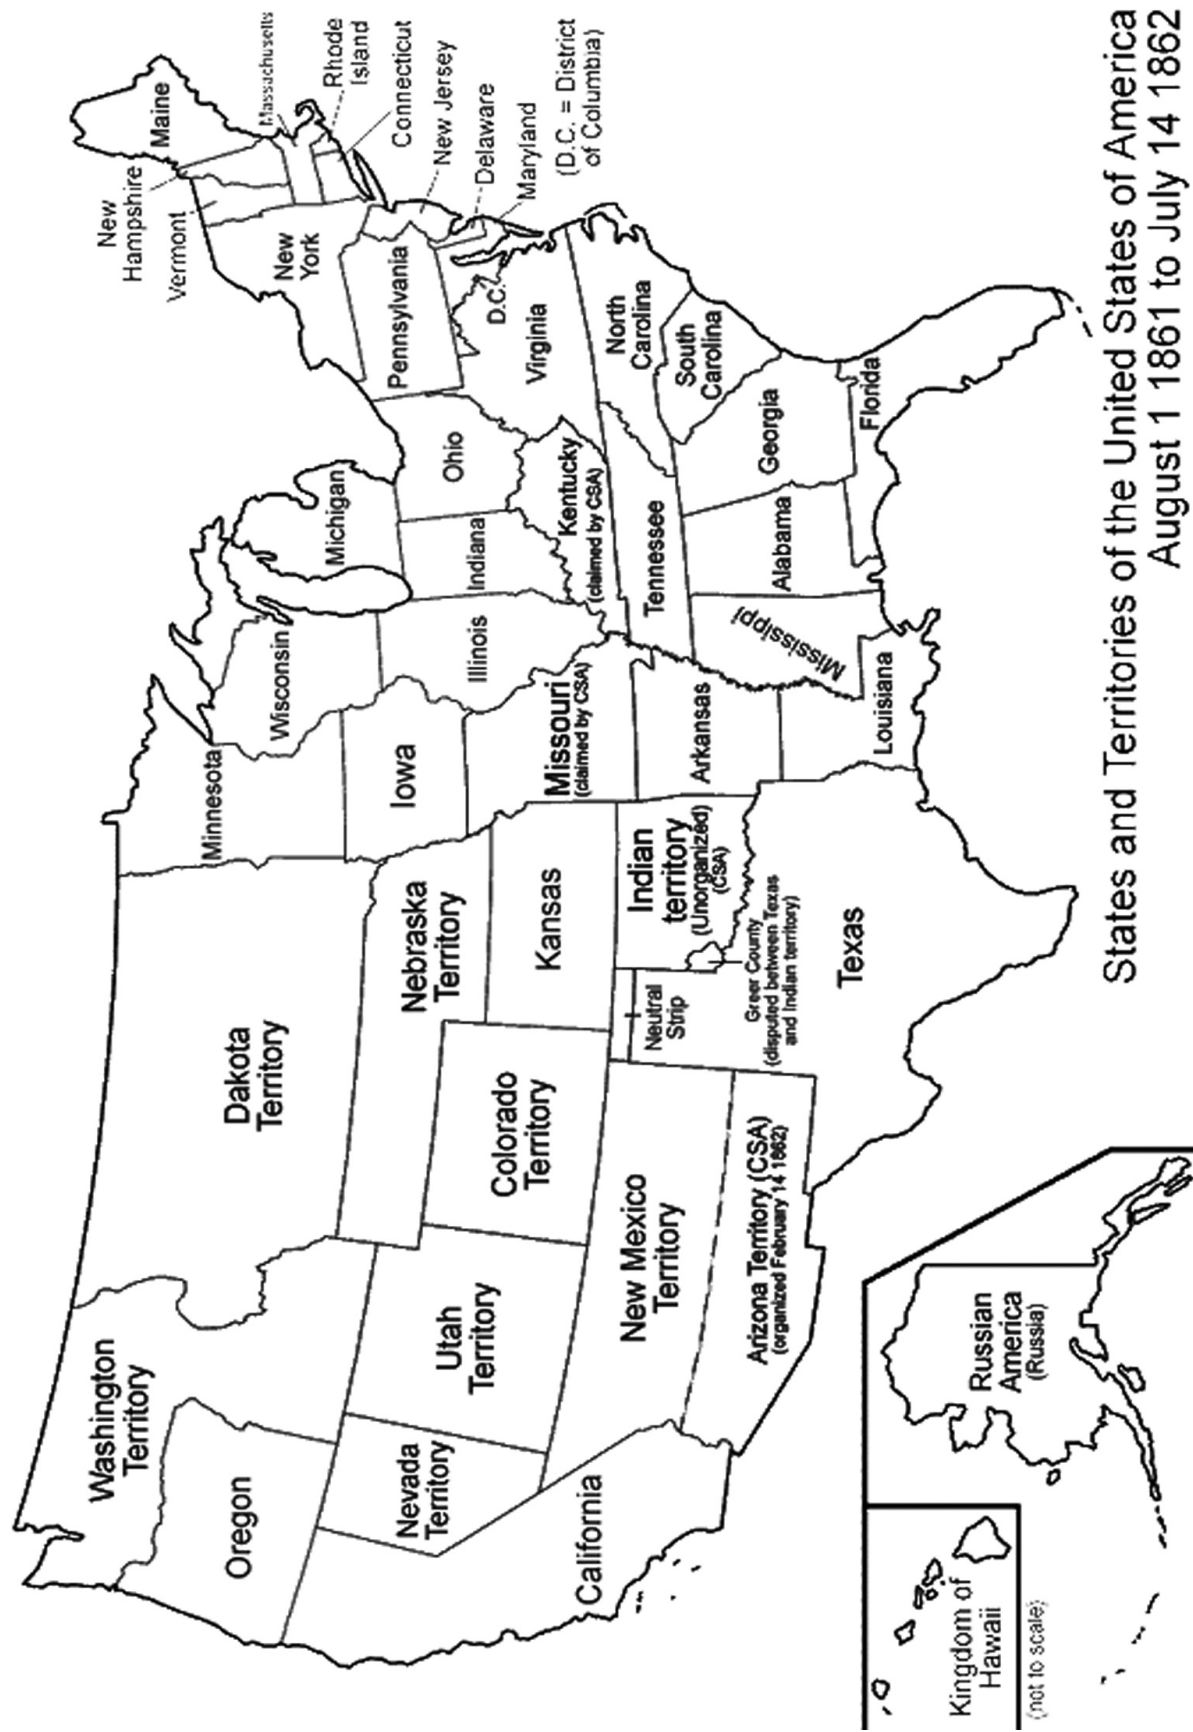 Washington
Territory
Oregon
California
Nevada
Territory
Utah
Territory
Dakota
Territory
Nebraska
Territory
Colorado
Territory
Kansas
New Mexico
Territory
Arizona Territory (CSA)
(organized February 14 1862)
Indian
territory
(Unorganized)
(CSA)
Neutral
Strip
Greer County
(disputed between Texas
and Indian territory)
Texas
Minnesota
Iowa
Missouri
(claimed by CSA)
Arkansas
Louisiana
Wisconsin
Illinois
Michigan
Indiana
Ohio
Kentucky
(claimed by CSA)
Tennessee
Mississippi
Alabama
Georgia
Florida
South
Carolina
North
Carolina
Virginia
D.C.
Pennsylvania
New
York
Vermont
New
Hampshire
Maine
Massachusetts
Rhode
Island
Connecticut
New Jersey
Delaware
Maryland
(D.C. = District
of Columbia)
Kingdom of
Hawaii
(not to scale)
Russian
America
(Russia)
States and Territories of the United States of America
August 1 1861 to July 14 1862